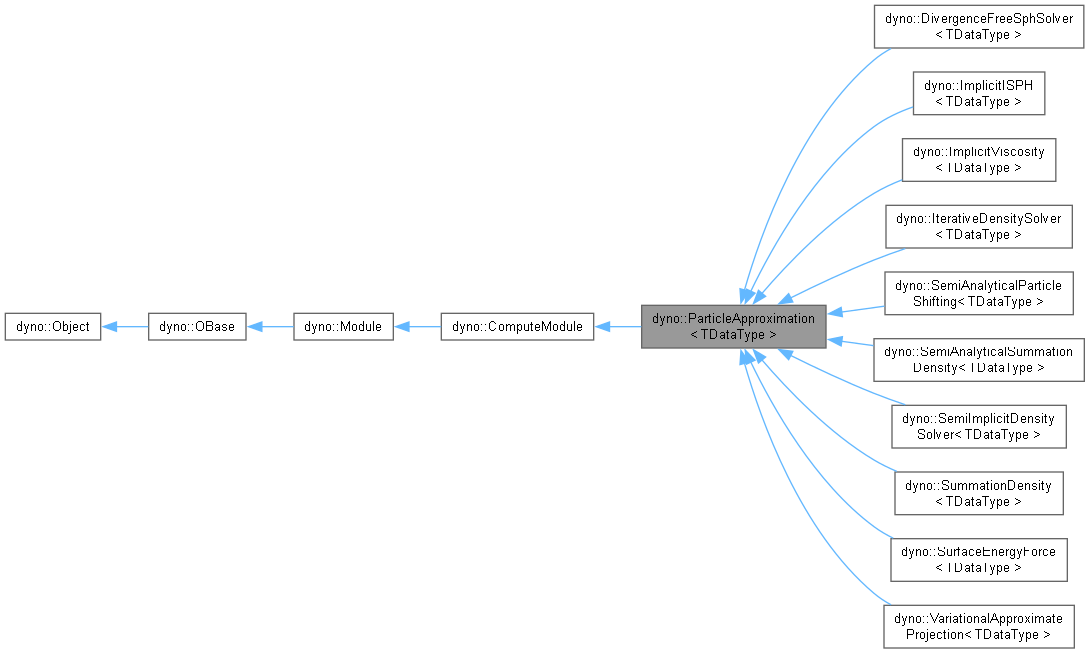 dyno::Object
dyno::OBase
dyno::Module
dyno::ComputeModule
dyno::ParticleApproximation
< TDataType >
dyno::DivergenceFreeSphSolver
< TDataType >
dyno::ImplicitISPH
< TDataType >
dyno::ImplicitViscosity
< TDataType >
dyno::IterativeDensitySolver
< TDataType >
dyno::SemiAnalyticalParticle
Shifting< TDataType >
dyno::SemiAnalyticalSummation
Density< TDataType >
dyno::SemiImplicitDensity
Solver< TDataType >
dyno::SummationDensity
< TDataType >
dyno::SurfaceEnergyForce
< TDataType >
dyno::VariationalApproximate
Projection< TDataType >